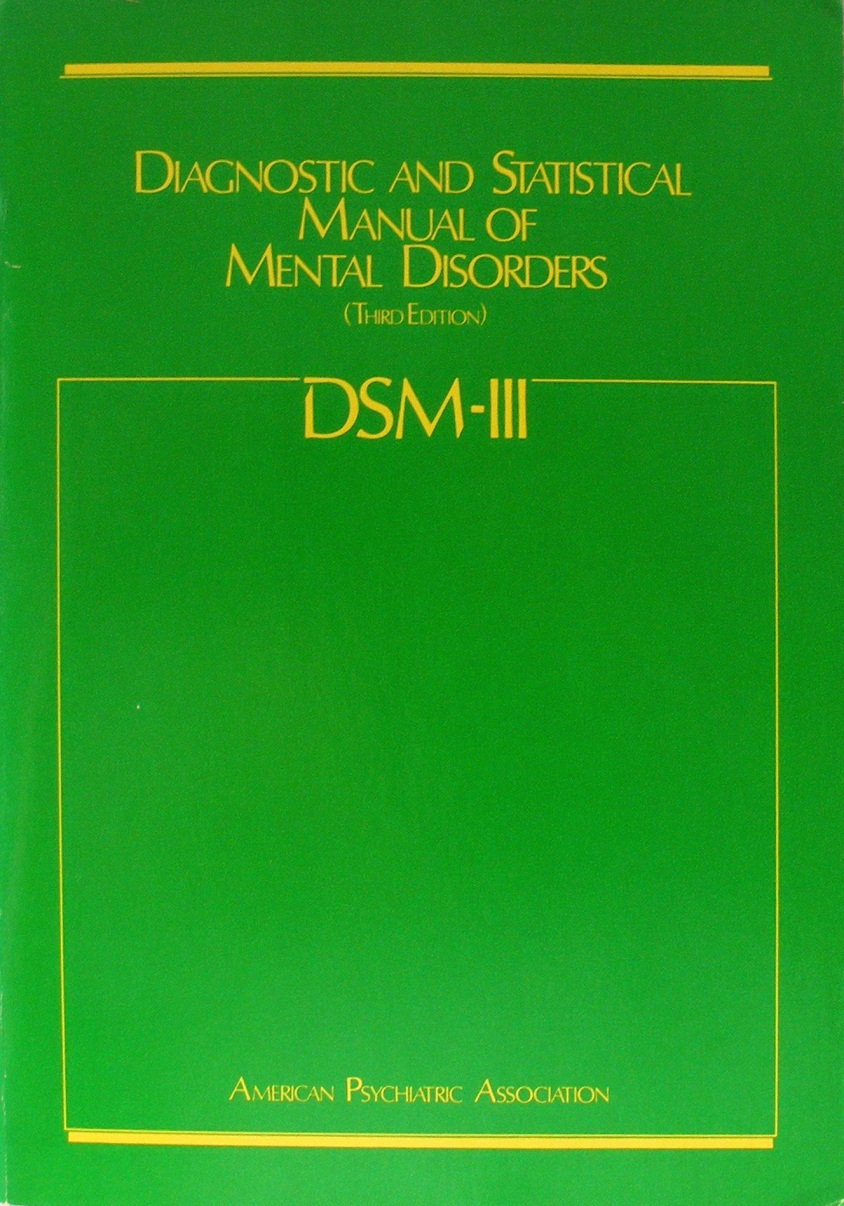 DIAGNOSTIC AND STATISTICAL
MANUAL OF
MENTAL DISORDERS
(THIRD EDITION)
DSM-III
AMERICAN PSYCHIATRIC ASSOCIATION